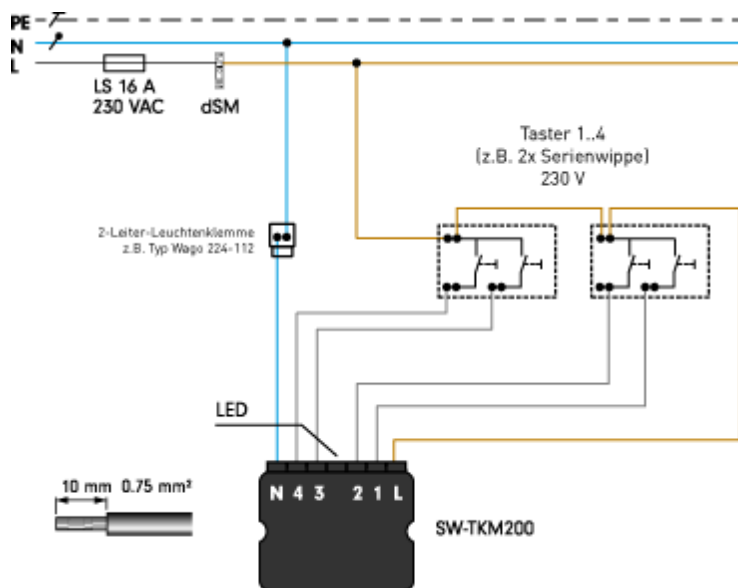 PE
N
L
LS 16 A
230 VAC
dSM
Taster 1..4
(z.B. 2x Serienwippe)
230 V
2-Leiter-Leuchtenklemme
z.B. Typ Wago 224-112
LED
10 mm 0.75 mm²
N 4 3 2 1 L
SW-TKM200